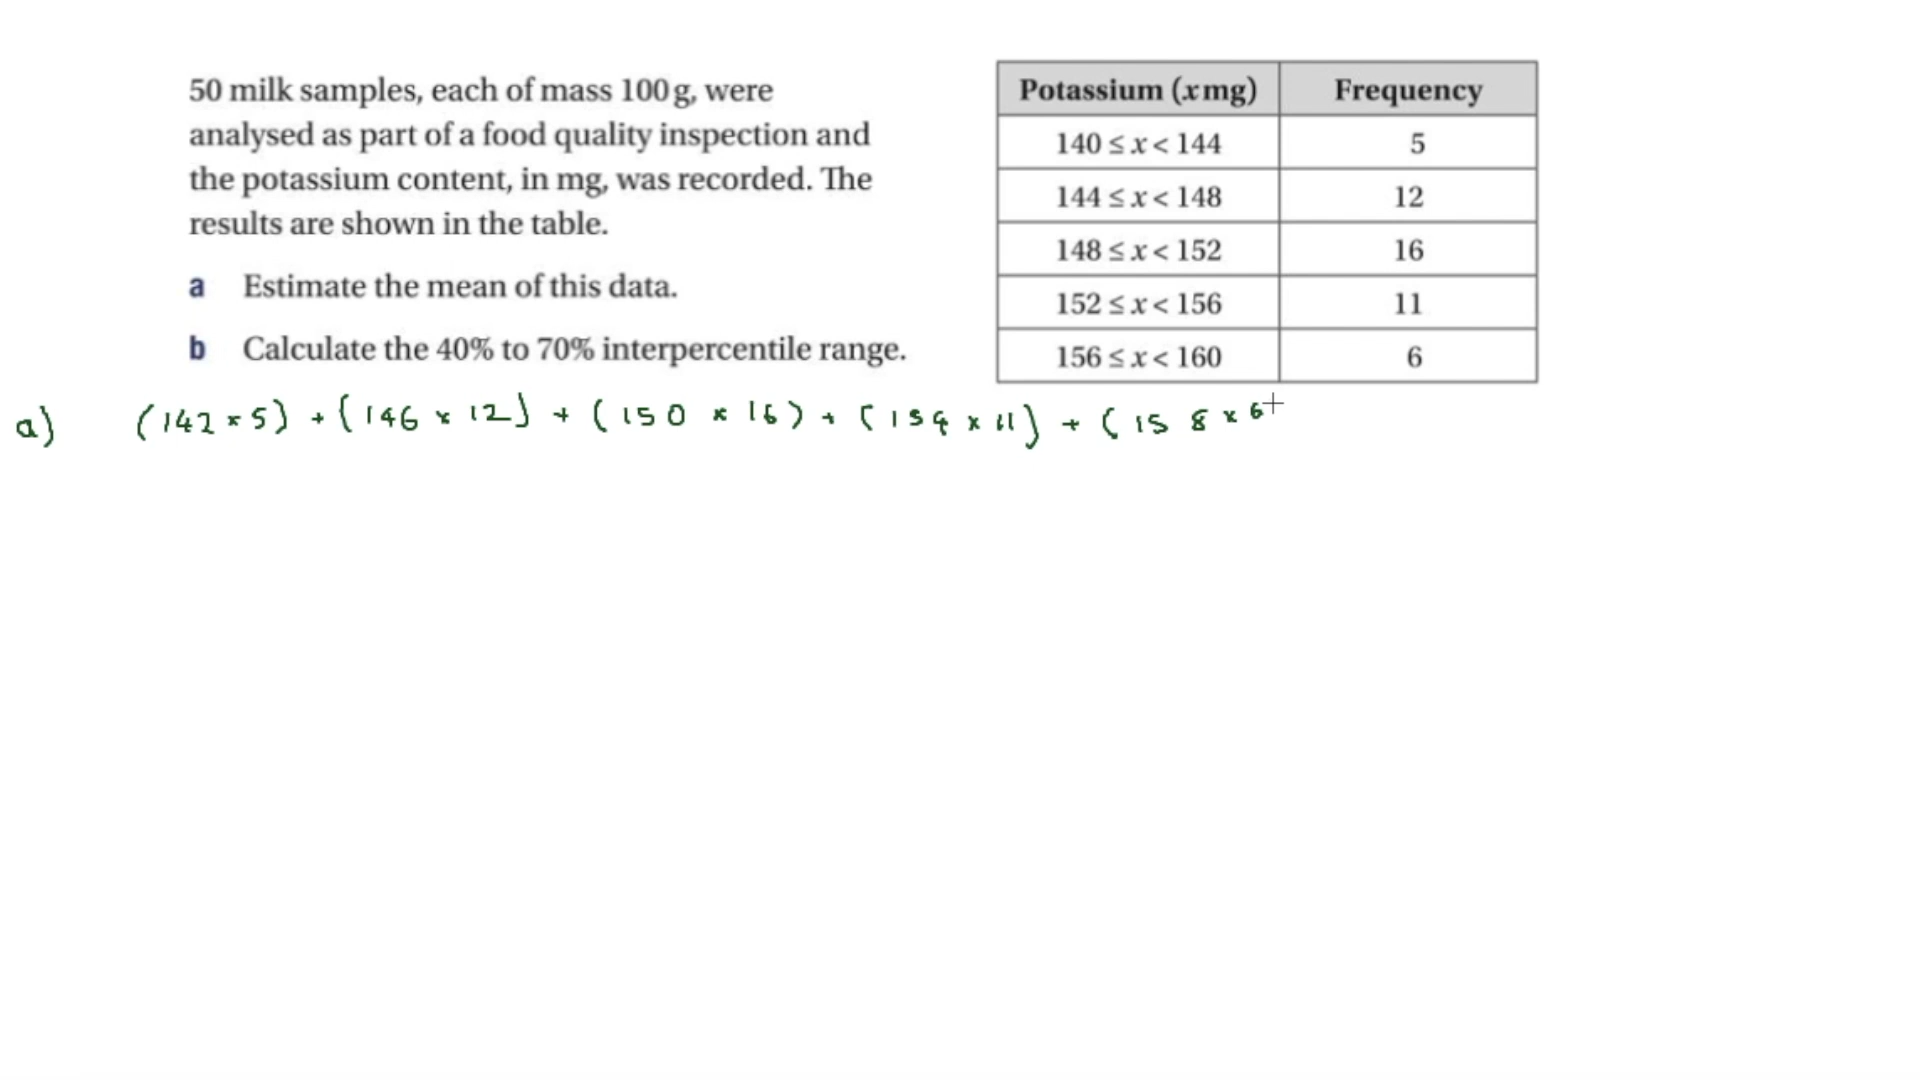 50 milk samples, each of mass 100 g, were
analysed as part of a food quality inspection and
the potassium content, in mg, was recorded. The
results are shown in the table.
a Estimate the mean of this data.
b Calculate the 40% to 70% interpercentile range.
Potassium (x mg) Frequency
140 ≤ x < 144 5
144 ≤ x < 148 12
148 ≤ x < 152 16
152 ≤ x < 156 11
156 ≤ x < 160 6
a) (142 × 5) + (146 × 12) + (150 × 16) + (154 × 11) + (158 × 6